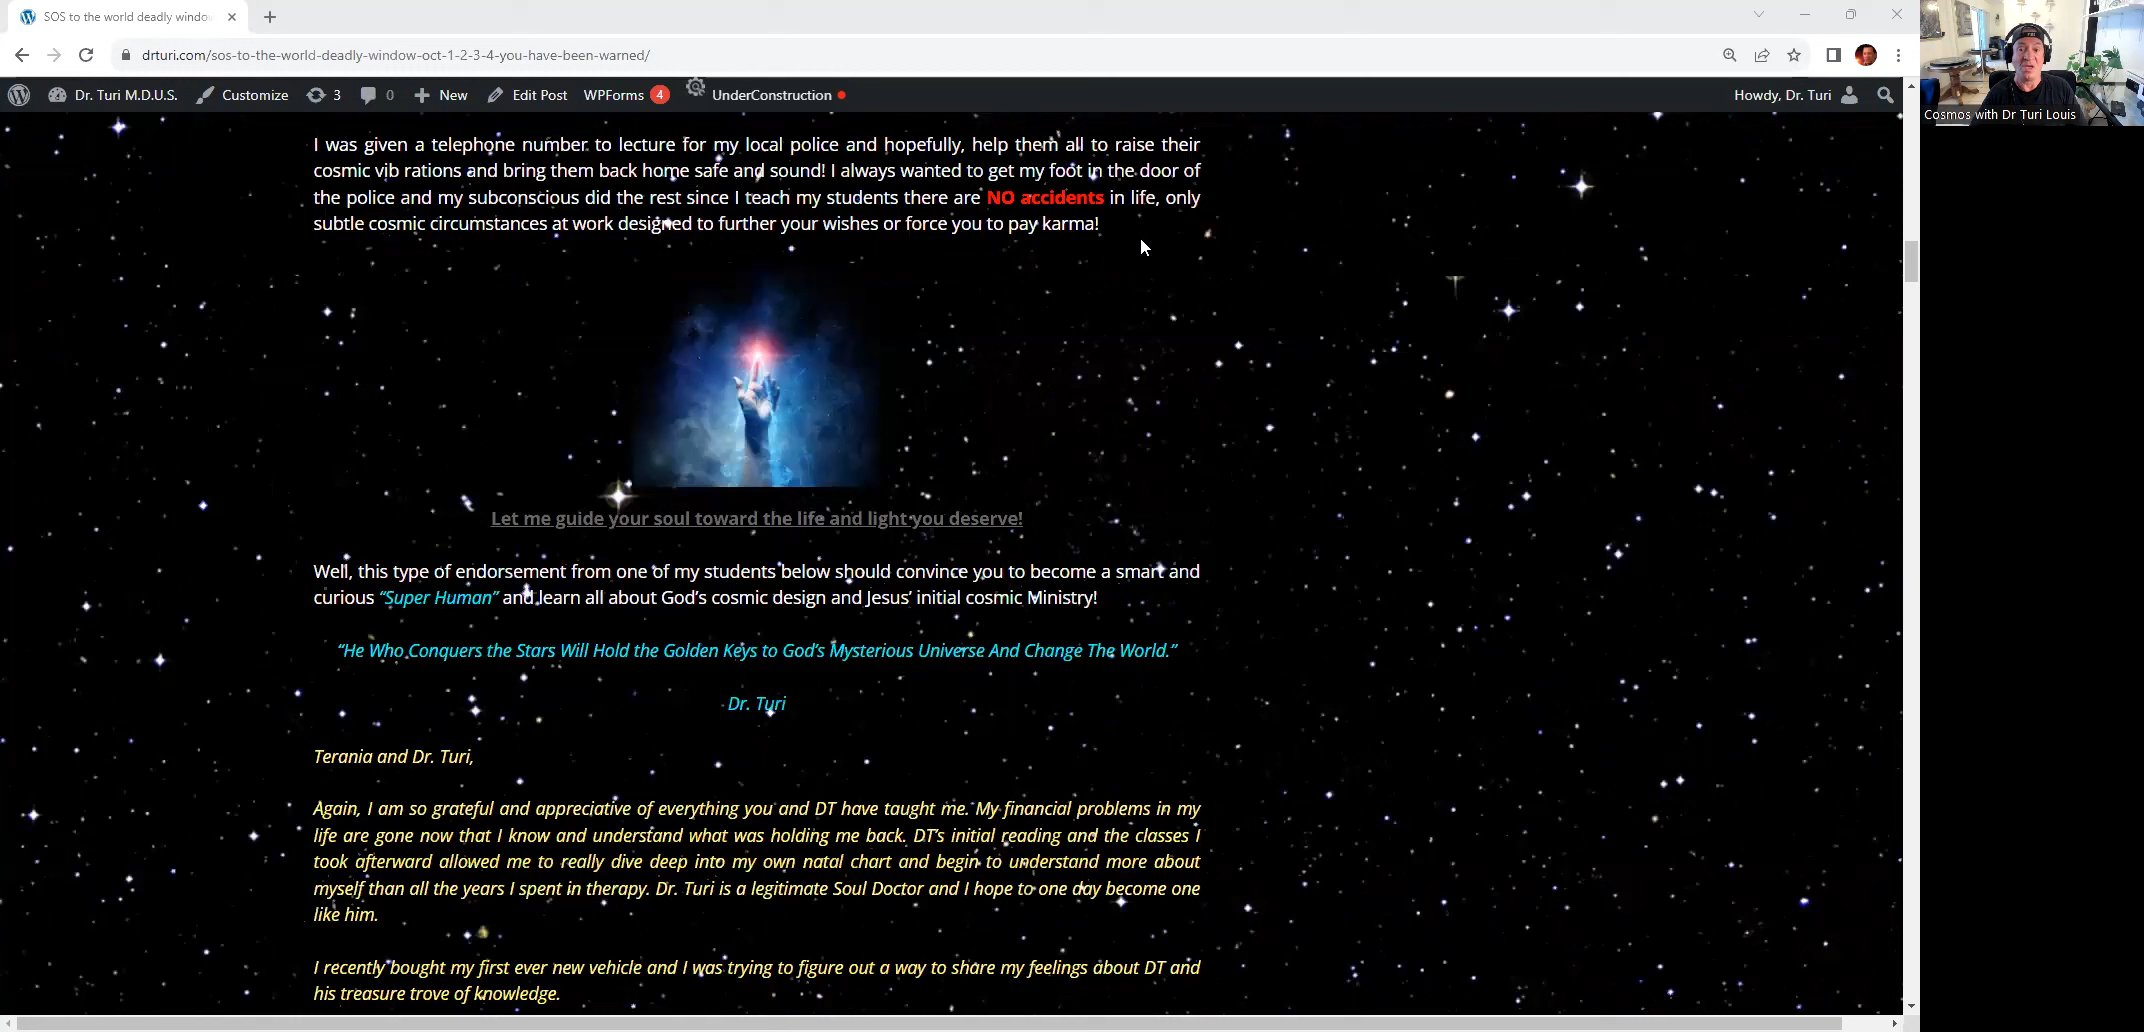 SOS to the world deadly windo
drturi.com/sos-to-the-world-deadly-window-oct-1-2-3-4-you-have-been-warned/
Dr. Turi M.D.U.S. Customize 3 0 New Edit Post WPForms 4 UnderConstruction Howdy, Dr. Turi
Cosmos with Dr Turi Louis
I was given a telephone number to lecture for my local police and hopefully, help them all to raise their
cosmic vib rations and bring them back home safe and sound! I always wanted to get my foot in the door of
the police and my subconscious did the rest since I teach my students there are NO accidents in life, only
subtle cosmic circumstances at work designed to further your wishes or force you to pay karma!
Let me guide your soul toward the life and light you deserve!
Well, this type of endorsement from one of my students below should convince you to become a smart and
curious “Super Human” and learn all about God’s cosmic design and Jesus’ initial cosmic Ministry!
“He Who Conquers the Stars Will Hold the Golden Keys to God’s Mysterious Universe And Change The World.”
Dr. Turi
Terania and Dr. Turi,
Again, I am so grateful and appreciative of everything you and DT have taught me. My financial problems in my
life are gone now that I know and understand what was holding me back. DT’s initial reading and the classes I
took afterward allowed me to really dive deep into my own natal chart and begin to understand more about
myself than all the years I spent in therapy. Dr. Turi is a legitimate Soul Doctor and I hope to one day become one
like him.
I recently bought my first ever new vehicle and I was trying to figure out a way to share my feelings about DT and
his treasure trove of knowledge.